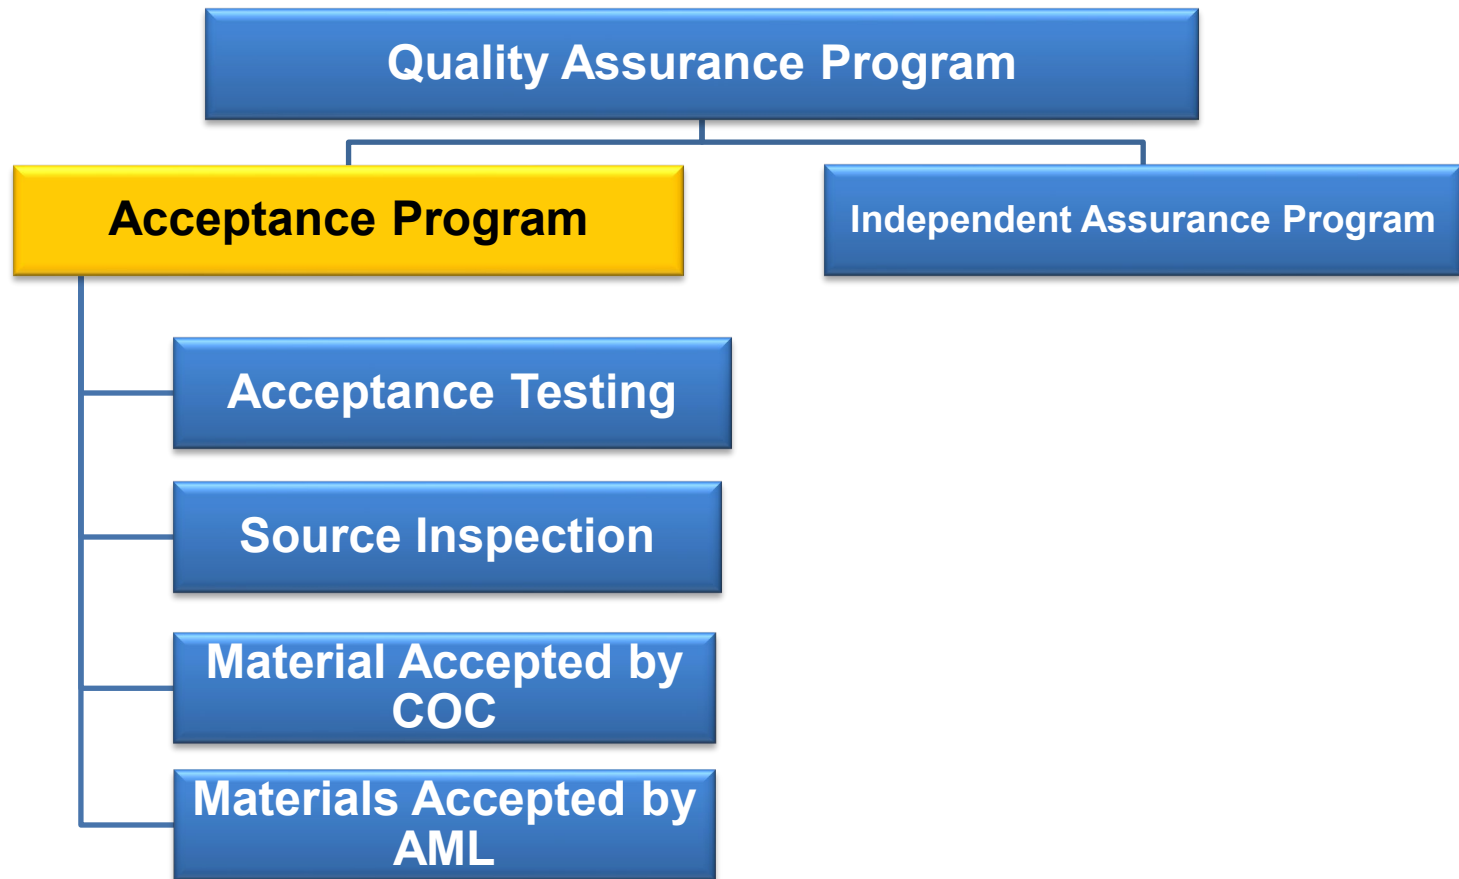 Quality Assurance Program
Acceptance Program
Independent Assurance Program
Acceptance Testing
Source Inspection
Material Accepted by
COC
Materials Accepted by
AML